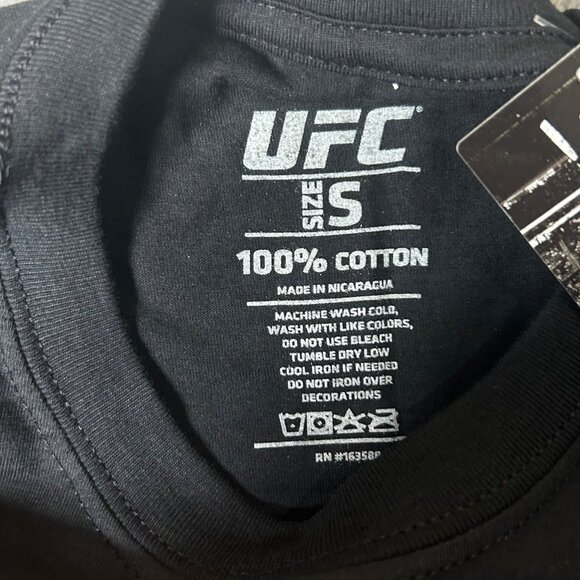 UFC®
SIZE S
100% COTTON
MADE IN NICARAGUA
MACHINE WASH COLD,
WASH WITH LIKE COLORS,
DO NOT USE BLEACH
TUMBLE DRY LOW
COOL IRON IF NEEDED
DO NOT IRON OVER
DECORATIONS